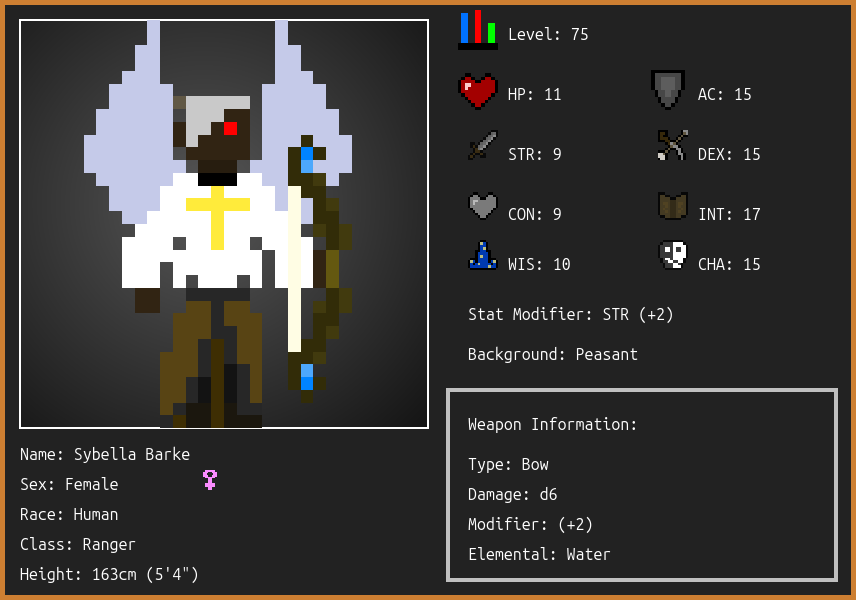 Level: 75
HP: 11
AC: 15
STR: 9
DEX: 15
CON: 9
INT: 17
WIS: 10
CHA: 15
Stat Modifier: STR (+2)
Background: Peasant
Weapon Information:
Type: Bow
Damage: d6
Modifier: (+2)
Elemental: Water
Name: Sybella Barke
Sex: Female
Race: Human
Class: Ranger
Height: 163cm (5'4")